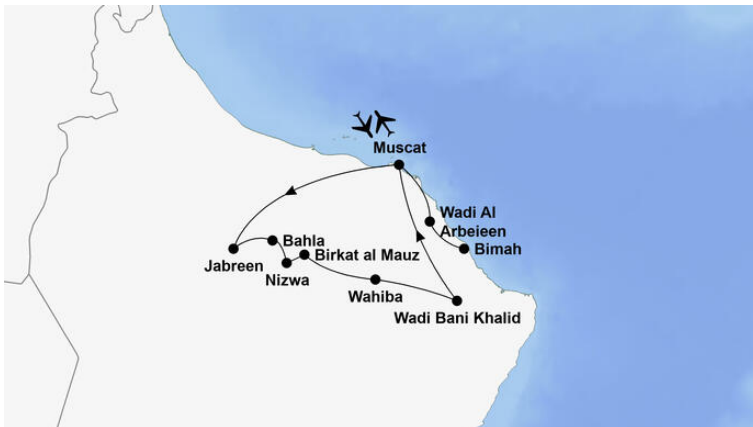 Muscat
Wadi Al
Arbeieen
Bimah
Bahla
Birkat al Mauz
Jabreen
Nizwa
Wahiba
Wadi Bani Khalid